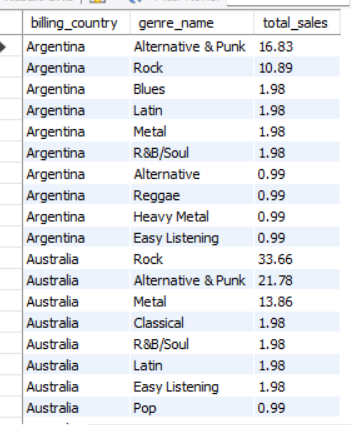 billing_country genre_name total_sales
Argentina Alternative & Punk 16.83
Argentina Rock 10.89
Argentina Blues 1.98
Argentina Latin 1.98
Argentina Metal 1.98
Argentina R&B/Soul 1.98
Argentina Alternative 0.99
Argentina Reggae 0.99
Argentina Heavy Metal 0.99
Argentina Easy Listening 0.99
Australia Rock 33.66
Australia Alternative & Punk 21.78
Australia Metal 13.86
Australia Classical 1.98
Australia R&B/Soul 1.98
Australia Latin 1.98
Australia Easy Listening 1.98
Australia Pop 0.99